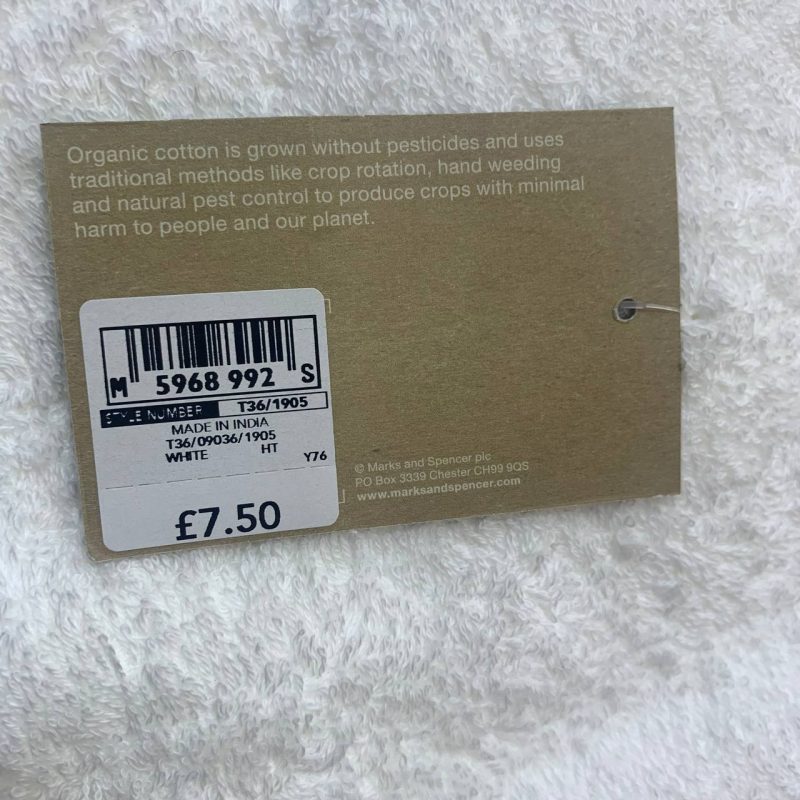 Organic cotton is grown without pesticides and uses
traditional methods like crop rotation, hand weeding
and natural pest control to produce crops with minimal
harm to people and our planet.
M 5968 992 S
STYLE NUMBER T36/1905
MADE IN INDIA
T36/09036/1905
WHITE HT Y76
£7.50
© Marks and Spencer plc
PO Box 3339 Chester CH99 9QS
www.marksandspencer.com